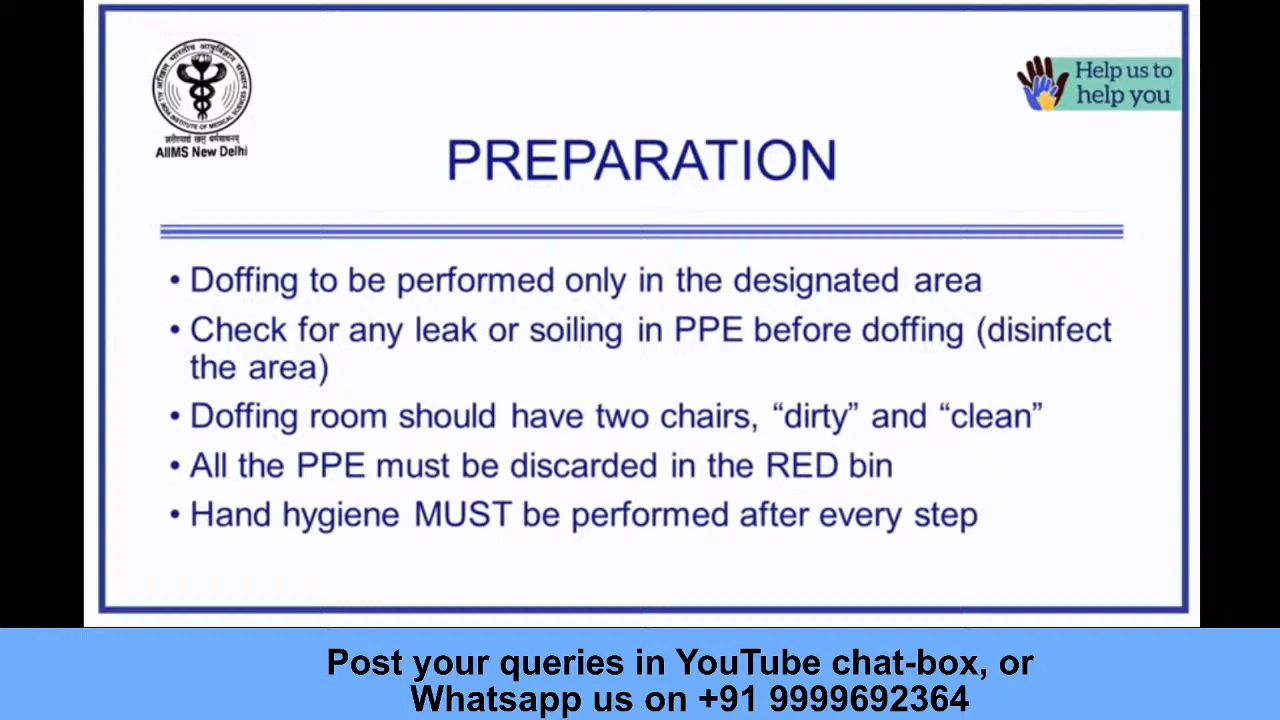 AIIMS New Delhi
Help us to
help you
PREPARATION
• Doffing to be performed only in the designated area
• Check for any leak or soiling in PPE before doffing (disinfect
the area)
• Doffing room should have two chairs, “dirty” and “clean”
• All the PPE must be discarded in the RED bin
• Hand hygiene MUST be performed after every step
Post your queries in YouTube chat-box, or
Whatsapp us on +91 9999692364